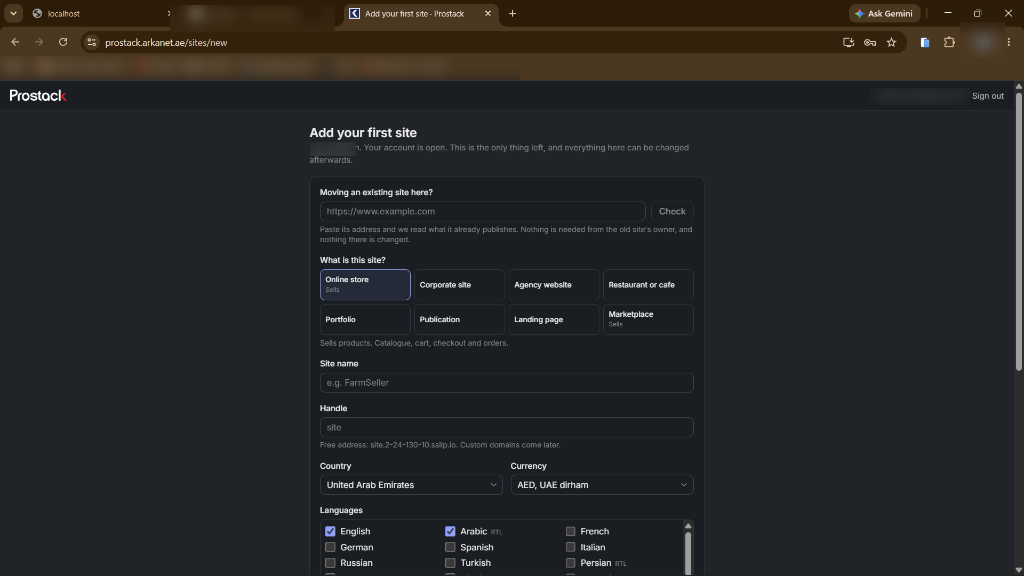 localhost
Add your first site - Prostack
Ask Gemini
prostack.arkanet.ae/sites/new
Prostack
Sign out
Add your first site
. Your account is open. This is the only thing left, and everything here can be changed
afterwards.
Moving an existing site here?
https://www.example.com
Check
Paste its address and we read what it already publishes. Nothing is needed from the old site's owner, and
nothing there is changed.
What is this site?
Online store
Sells
Corporate site
Agency website
Restaurant or cafe
Portfolio
Publication
Landing page
Marketplace
Sells
Sells products. Catalogue, cart, checkout and orders.
Site name
e.g. FarmSeller
Handle
site
Free address: site.2-24-130-10.sslip.io. Custom domains come later.
Country
Currency
United Arab Emirates
AED, UAE dirham
Languages
English
Arabic RTL
French
German
Spanish
Italian
Russian
Turkish
Persian RTL